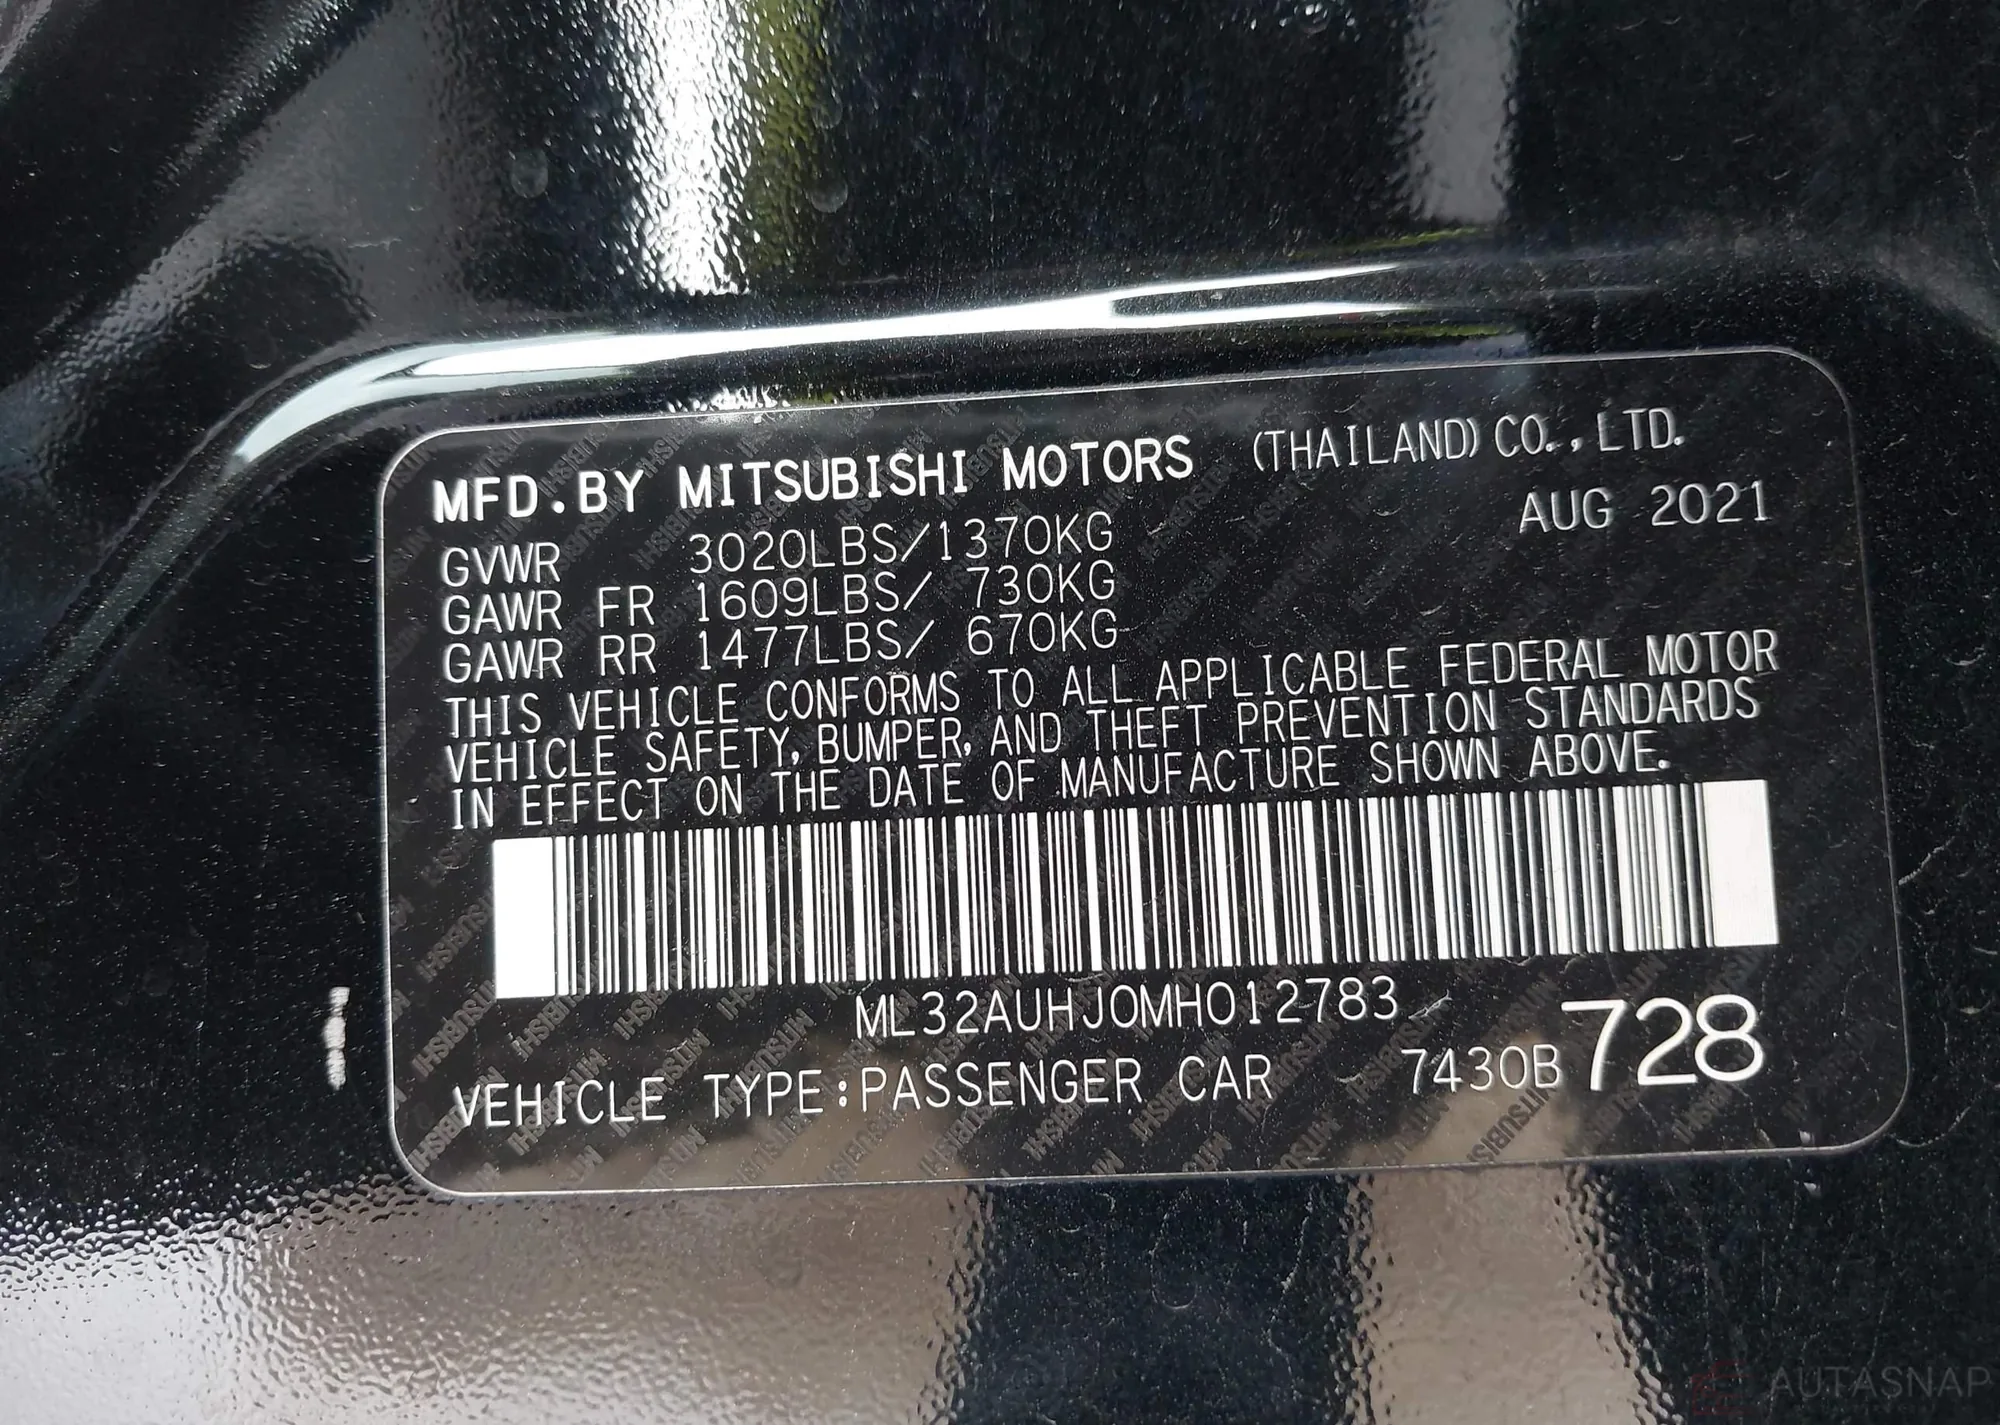 MFD.BY MITSUBISHI MOTORS (THAILAND) CO., LTD.
AUG 2021
GVWR 3020LBS/1370KG
GAWR FR 1609LBS/ 730KG
GAWR RR 1477LBS/ 670KG
THIS VEHICLE CONFORMS TO ALL APPLICABLE FEDERAL MOTOR
VEHICLE SAFETY, BUMPER, AND THEFT PREVENTION STANDARDS
IN EFFECT ON THE DATE OF MANUFACTURE SHOWN ABOVE.
ML32AUHJ0MH012783
VEHICLE TYPE:PASSENGER CAR 7430B 728
AUTASNAP